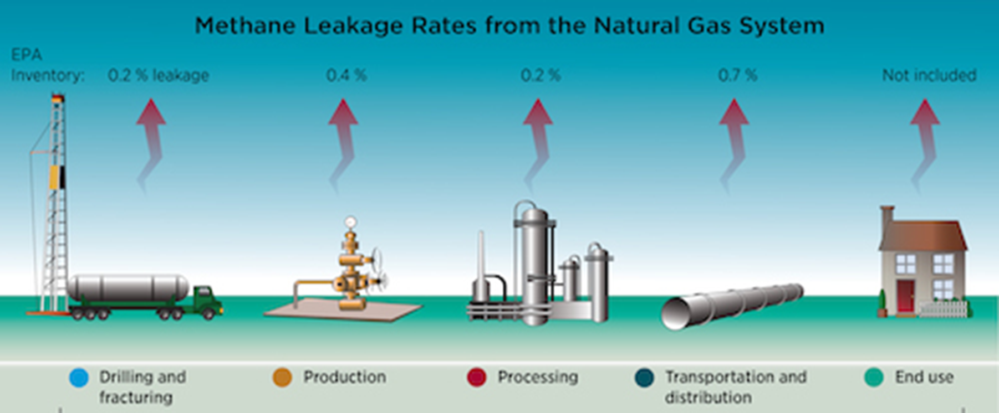 Methane Leakage Rates from the Natural Gas System
EPA
Inventory: 0.2 % leakage 0.4 % 0.2 % 0.7 % Not included
Drilling and
fracturing
Production
Processing
Transportation and
distribution
End use